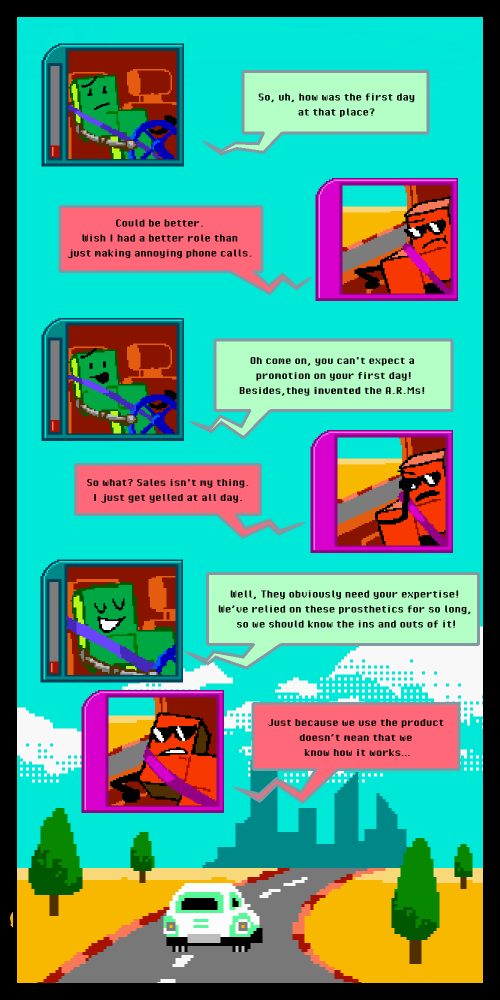 So, uh, how was the first day
at that place?
Could be better.
Wish I had a better role than
just making annoying phone calls.
Oh come on, you can't expect a
promotion on your first day!
Besides,they invented the A.R.Ms!
So what? Sales isn't my thing.
I just get yelled at all day.
Well, They obviously need your expertise!
We've relied on these prosthetics for so long,
so we should know the ins and outs of it!
Just because we use the product
doesn't mean that we
know how it works...